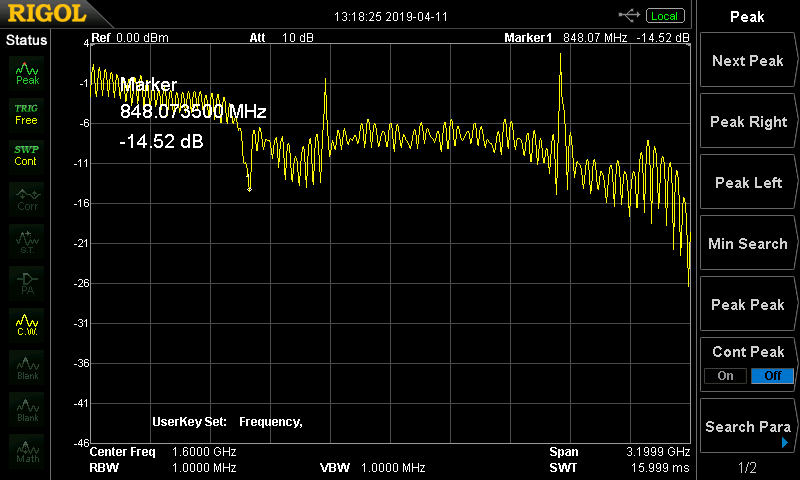 RIGOL
13:18:25 2019-04-11
Local
Peak
Status
Ref 0.00 dBm Att 10 dB Marker1 848.07 MHz -14.52 dB
Peak
TRIG
Free
SWP
Cont
Corr
S.T.
PA
C.W.
Blank
Blank
Math
4
-1
-6
-11
-16
-21
-26
-31
-36
-41
-46
Marker
848.073500 MHz
-14.52 dB
UserKey Set: Frequency,
Center Freq 1.6000 GHz Span 3.1999 GHz
RBW 1.0000 MHz VBW 1.0000 MHz SWT 15.999 ms
Next Peak
Peak Right
Peak Left
Min Search
Peak Peak
Cont Peak
On Off
Search Para
1/2